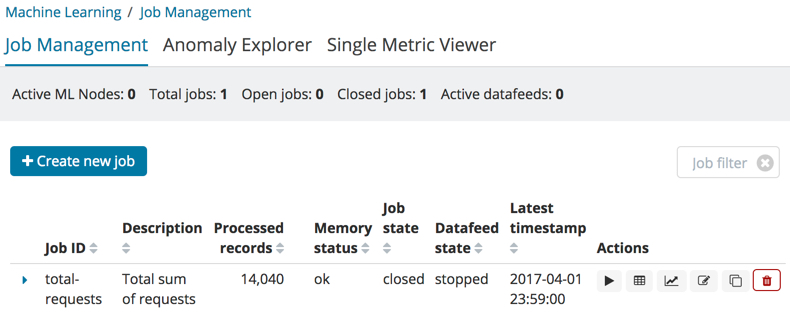 Machine Learning / Job Management
Job Management Anomaly Explorer Single Metric Viewer
Active ML Nodes: 0 Total jobs: 1 Open jobs: 0 Closed jobs: 1 Active datafeeds: 0
+ Create new job
Job filter
Job ID
Description
Processed
records
Memory
status
Job
state
Datafeed
state
Latest
timestamp
Actions
total-
requests
Total sum
of requests
14,040
ok
closed
stopped
2017-04-01
23:59:00